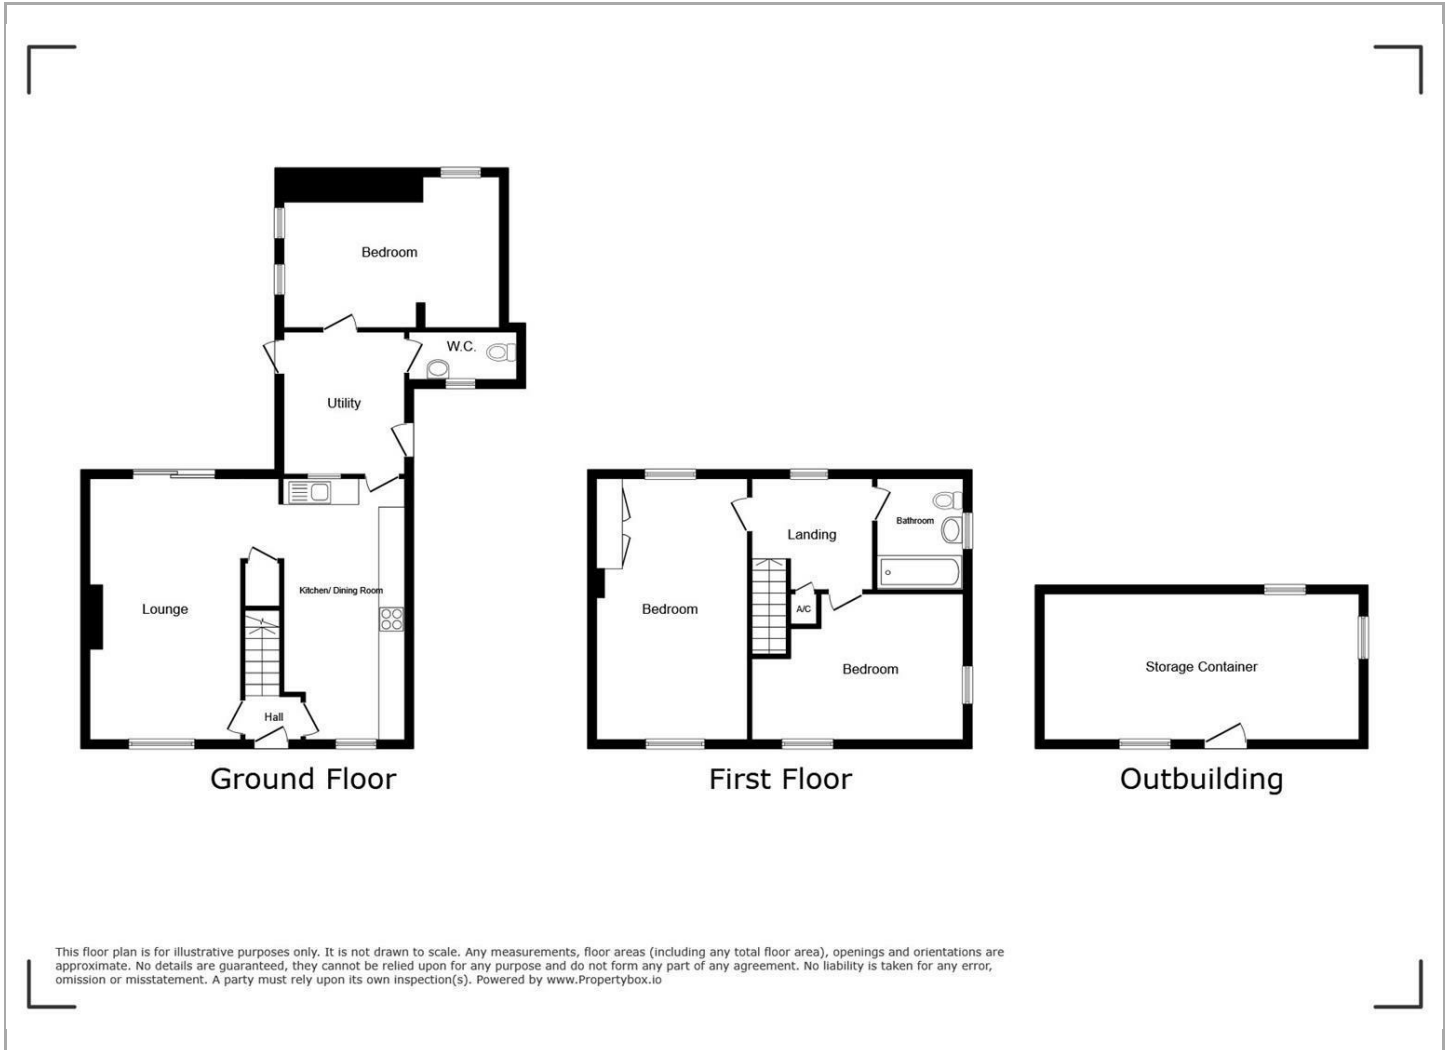 Bedroom
W.C.
Utility
Lounge
Kitchen/ Dining Room
Hall
Ground Floor
Landing
Bathroom
Bedroom
A/C
Bedroom
First Floor
Storage Container
Outbuilding
This floor plan is for illustrative purposes only. It is not drawn to scale. Any measurements, floor areas (including any total floor area), openings and orientations are
approximate. No details are guaranteed, they cannot be relied upon for any purpose and do not form any part of any agreement. No liability is taken for any error,
omission or misstatement. A party must rely upon its own inspection(s). Powered by www.Propertybox.io